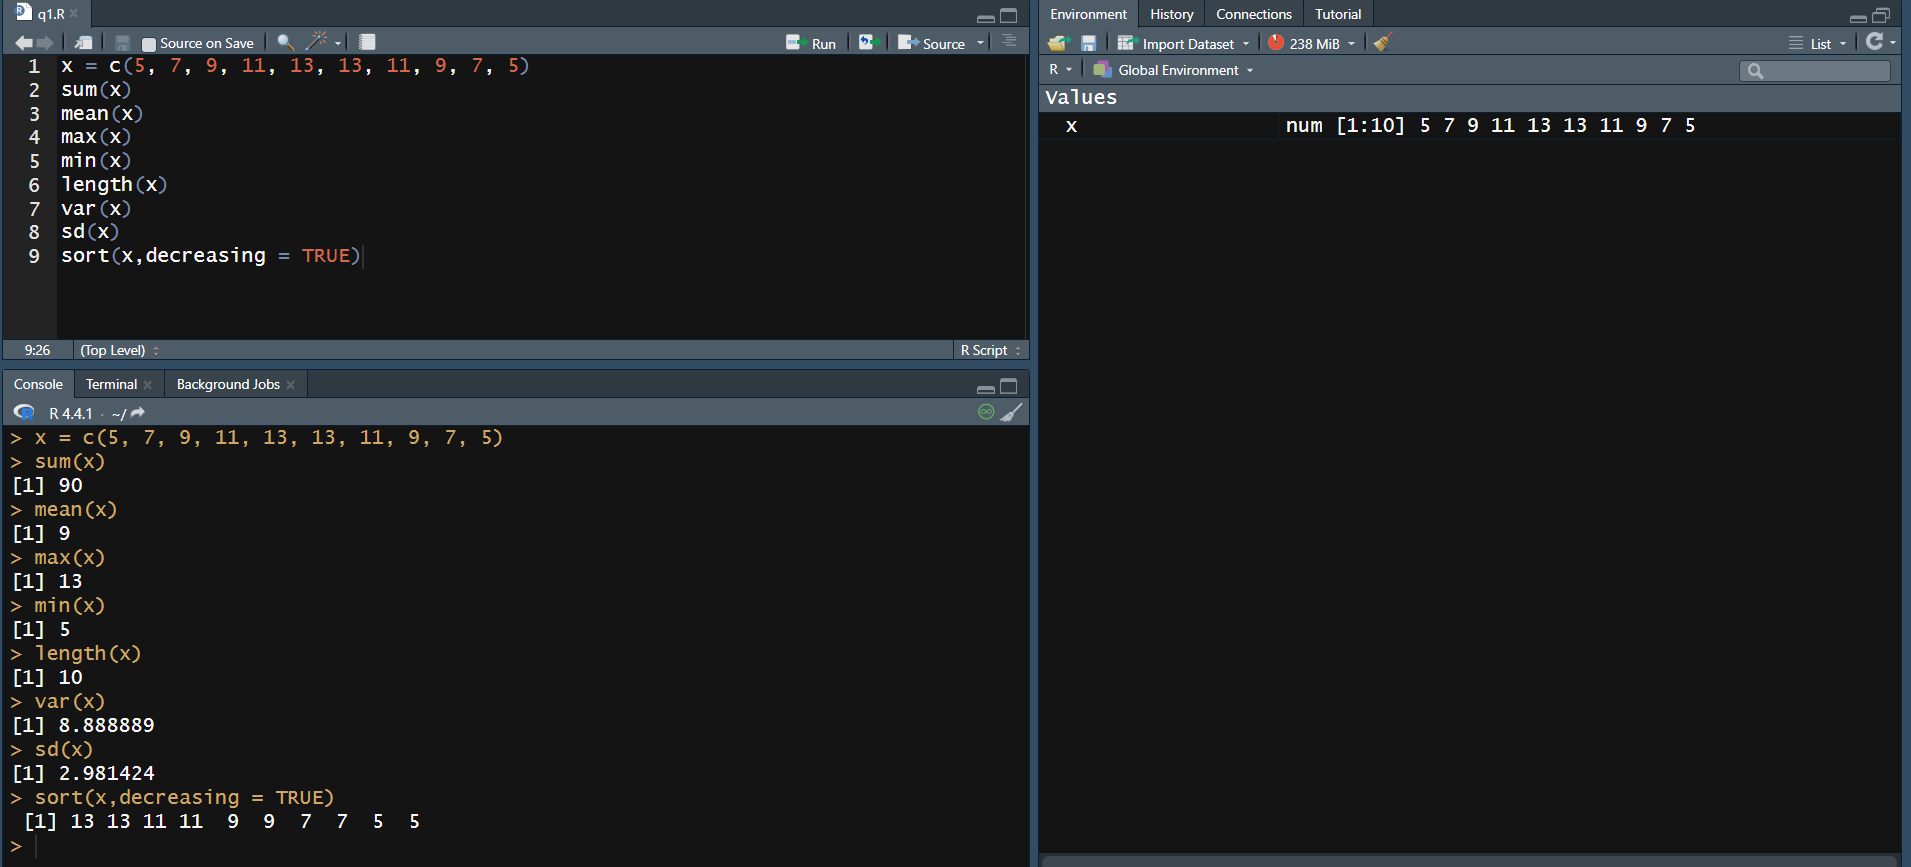 q1.R
Source on Save Run Source
1 x = c(5, 7, 9, 11, 13, 13, 11, 9, 7, 5)
2 sum(x)
3 mean(x)
4 max(x)
5 min(x)
6 length(x)
7 var(x)
8 sd(x)
9 sort(x,decreasing = TRUE)
9:26 (Top Level) R Script
Console Terminal Background Jobs
R 4.4.1 · ~/
> x = c(5, 7, 9, 11, 13, 13, 11, 9, 7, 5)
> sum(x)
[1] 90
> mean(x)
[1] 9
> max(x)
[1] 13
> min(x)
[1] 5
> length(x)
[1] 10
> var(x)
[1] 8.888889
> sd(x)
[1] 2.981424
> sort(x,decreasing = TRUE)
[1] 13 13 11 11 9 9 7 7 5 5
>
Environment History Connections Tutorial
Import Dataset 238 MiB List
R Global Environment
Values
x num [1:10] 5 7 9 11 13 13 11 9 7 5